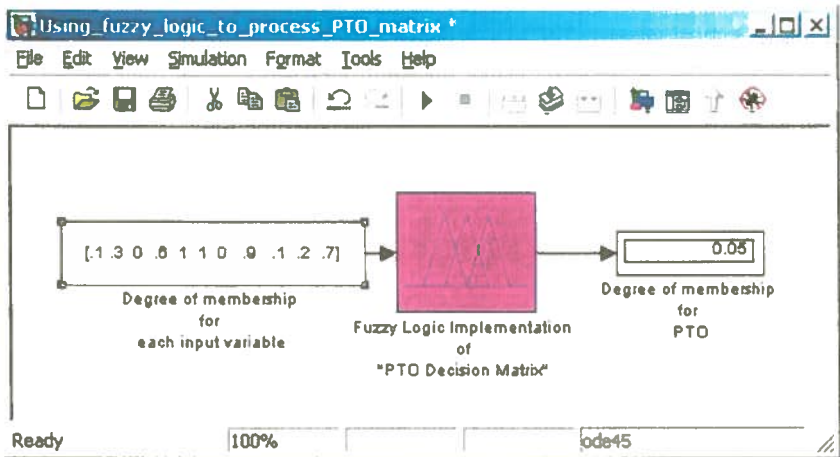 Using_fuzzy_logic_to_process_PTO_matrix *
File Edit View Simulation Format Tools Help
[.1 .3 0 .6 1 1 0 .9 .1 .2 .7]
Degree of membership
for
each input variable
Fuzzy Logic Implementation
of
"PTO Decision Matrix"
0.05
Degree of membership
for
PTO
Ready 100% ode45